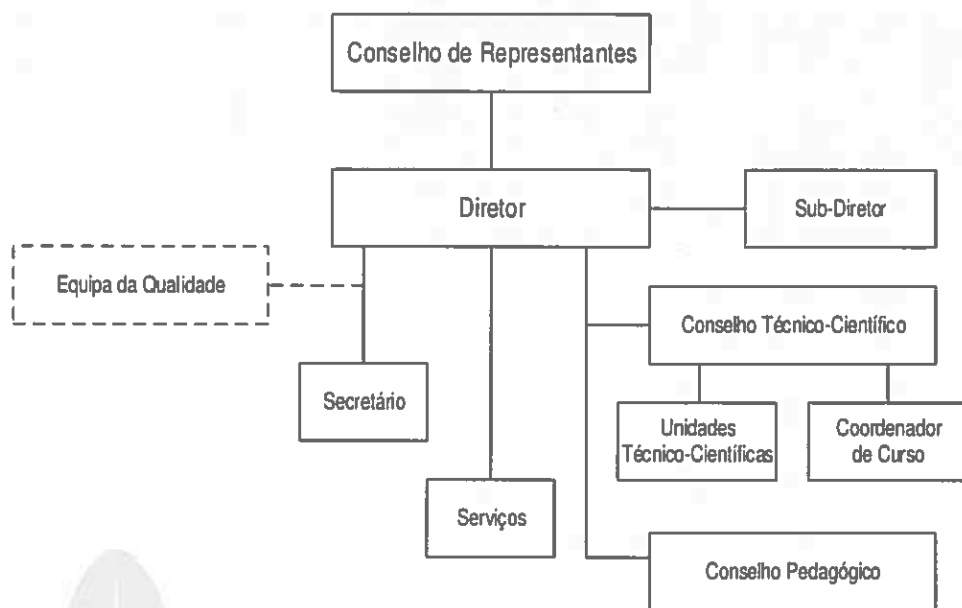 Conselho de Representantes
Diretor
Sub-Diretor
Equipa da Qualidade
Conselho Técnico-Científico
Secretário
Unidades
Técnico-Científicas
Coordenador
de Curso
Serviços
Conselho Pedagógico